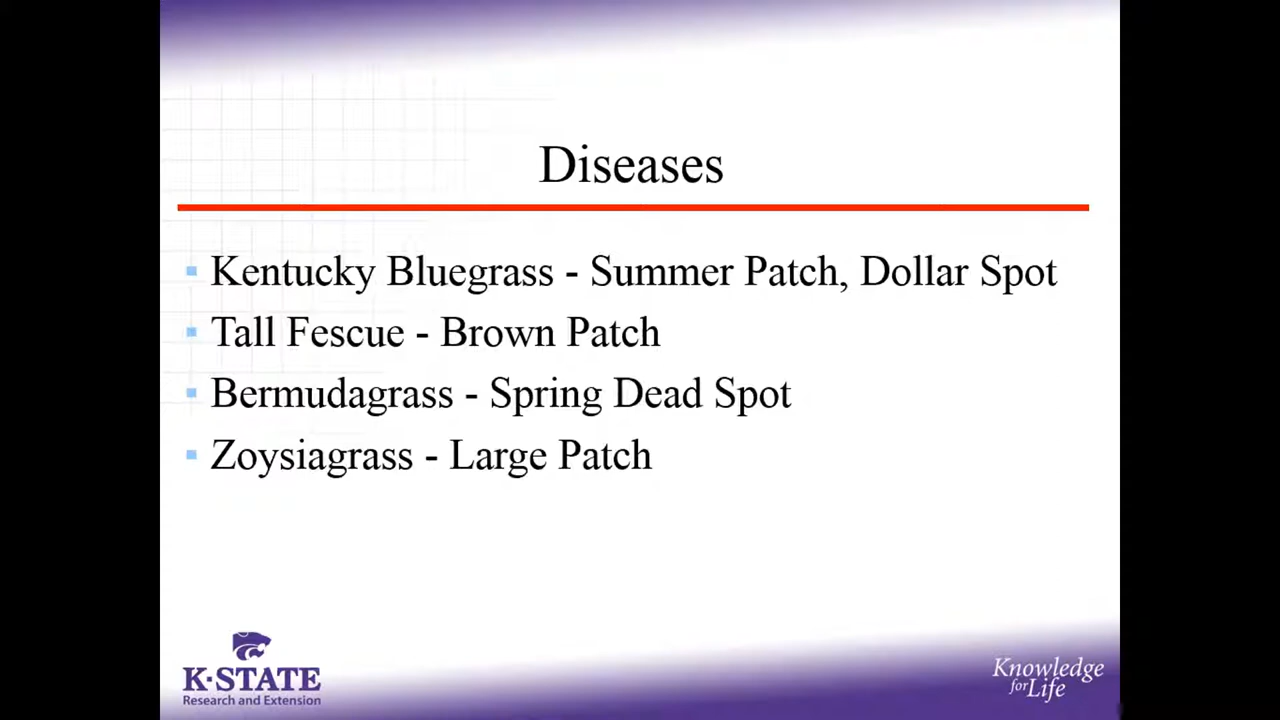 Diseases
Kentucky Bluegrass - Summer Patch, Dollar Spot
Tall Fescue - Brown Patch
Bermudagrass - Spring Dead Spot
Zoysiagrass - Large Patch
K-STATE
Research and Extension
Knowledge
for Life